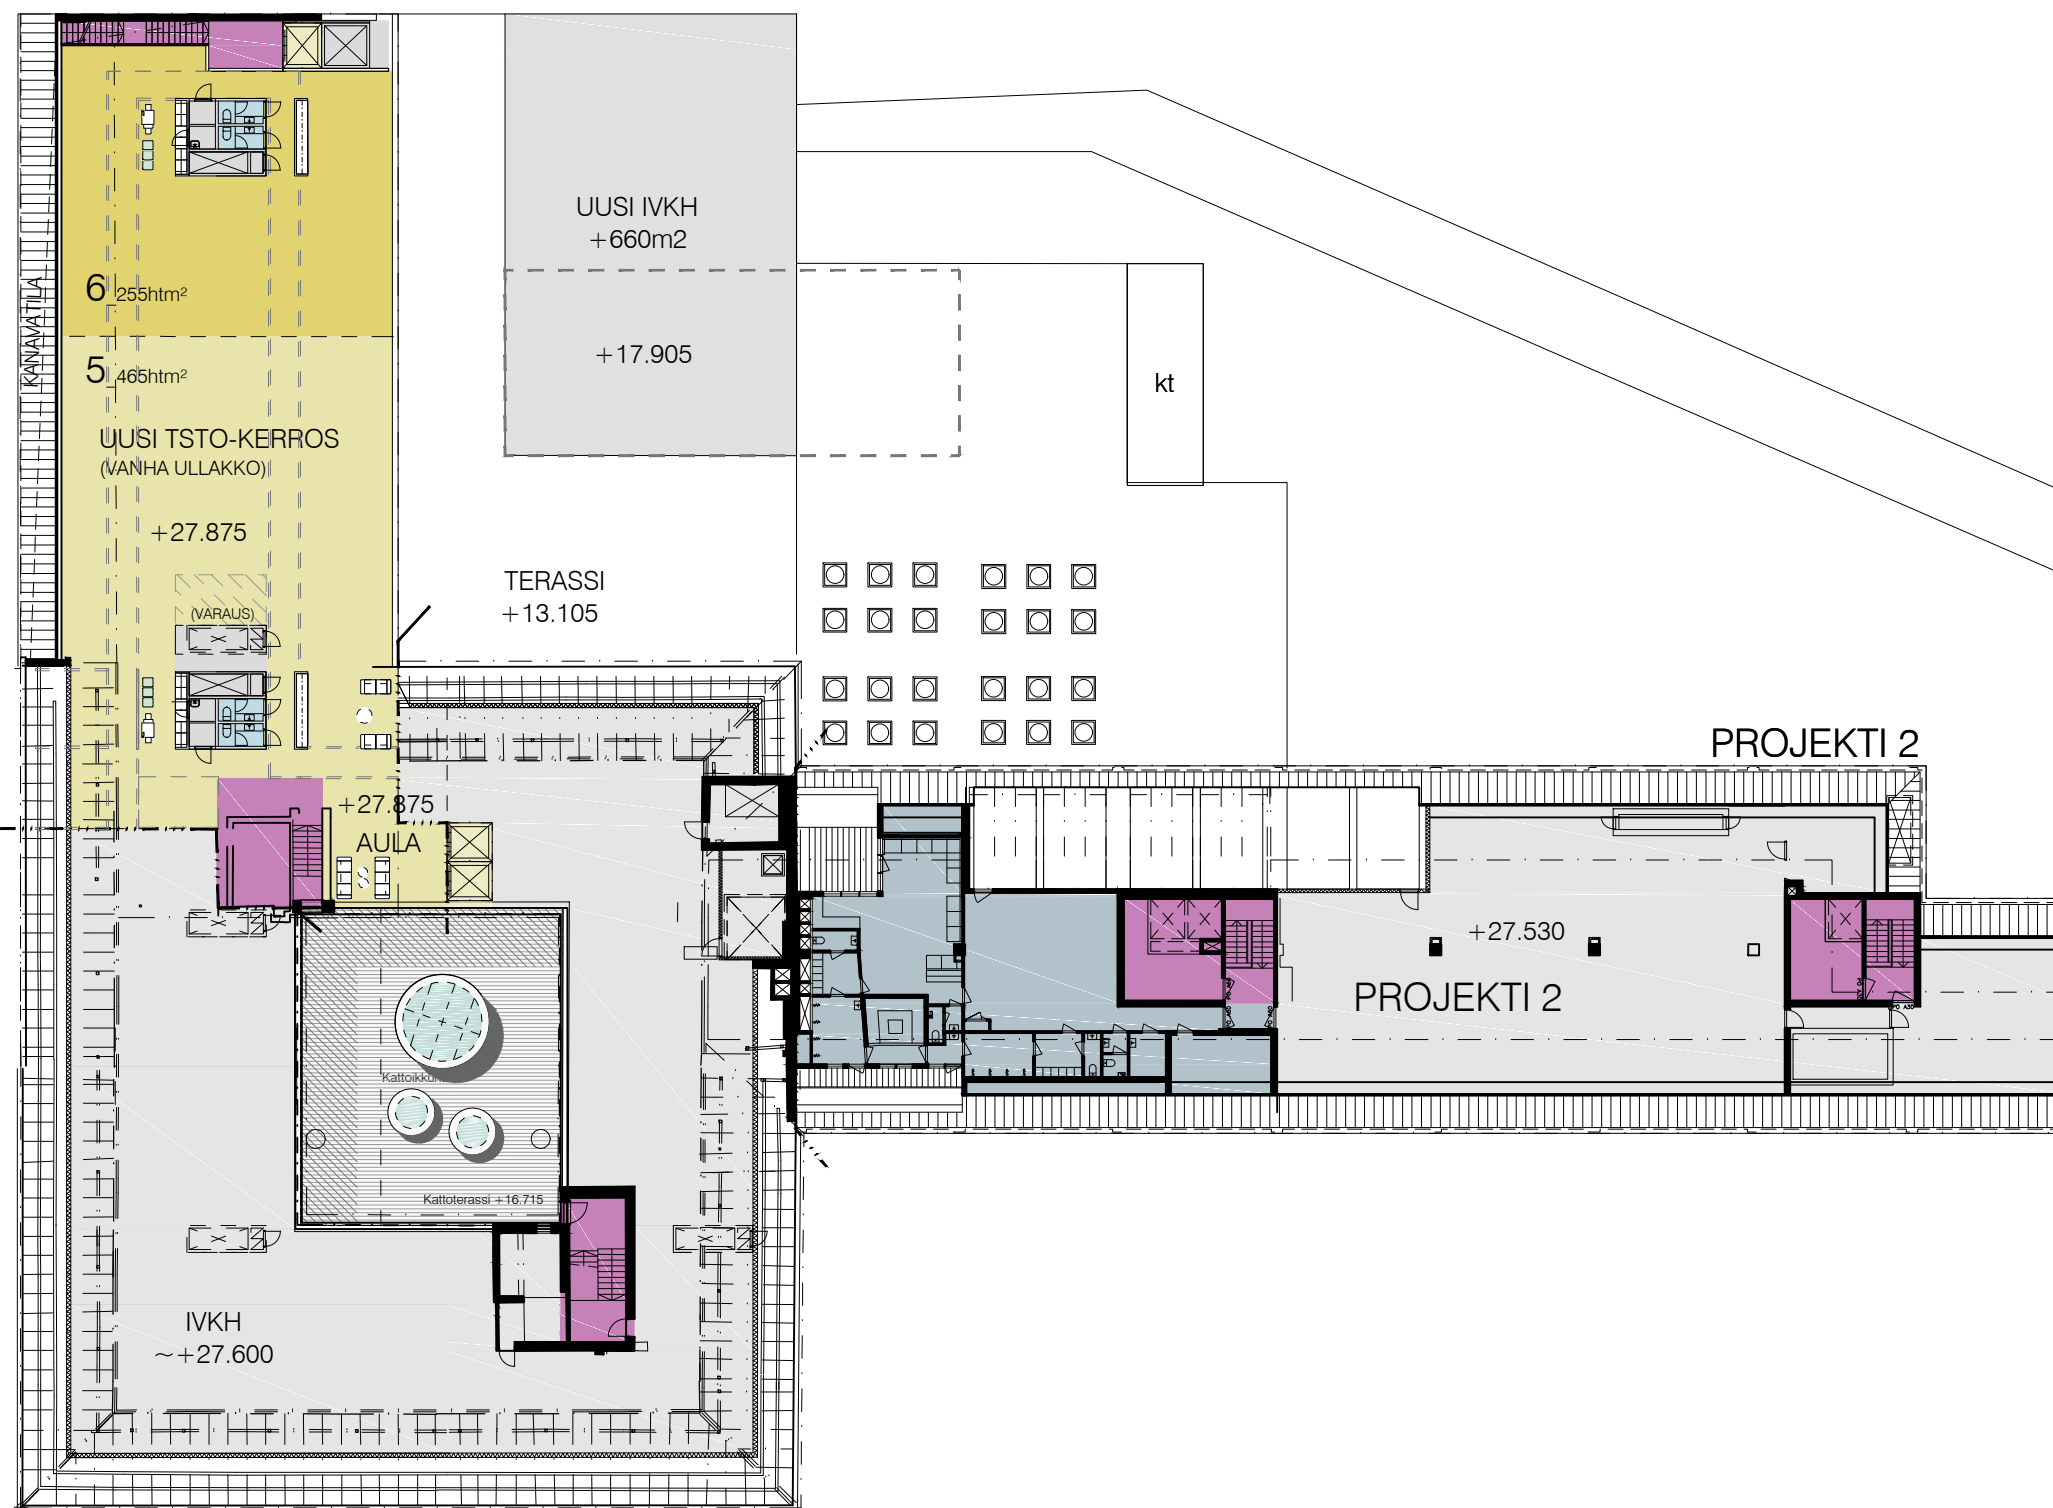 UUSI IVKH
+660m2
6 255htm²
KANAVATILA
+17.905
5 465htm²
kt
UUSI TSTO-KERROS
(VANHA ULLAKKO)
+27.875
TERASSI
+13.105
(VARAUS)
PROJEKTI 2
+27.875
AULA
+27.530
PROJEKTI 2
Kattoterassi +16.715
IVKH
~+27.600